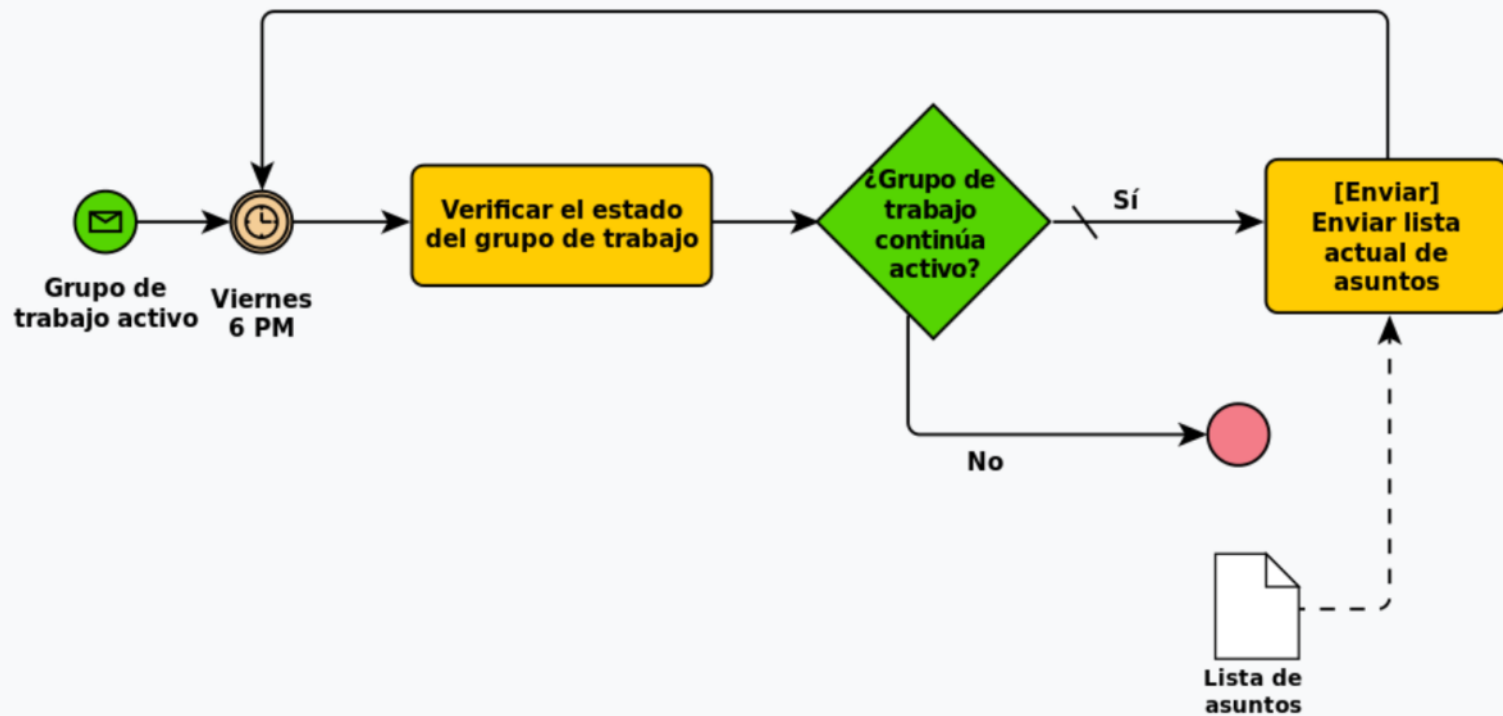 Grupo de
trabajo activo
Viernes
6 PM
Verificar el estado
del grupo de trabajo
¿Grupo de
trabajo
continúa
activo?
Sí
[Enviar]
Enviar lista
actual de
asuntos
No
Lista de
asuntos